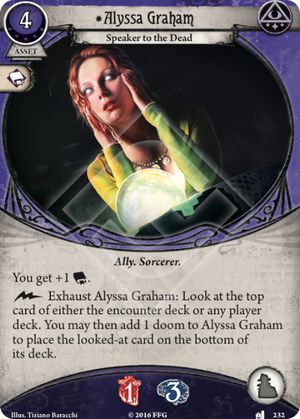 4
ASSET
*Alyssa Graham
Speaker to the Dead
Ally. Sorcerer.
You get +1 .
Exhaust Alyssa Graham: Look at the top
card of either the encounter deck or any player
deck. You may then add 1 doom to Alyssa Graham
to place the looked-at card on the bottom of
its deck.
1 3
Illus. Tiziano Baracchi © 2016 FFG 232